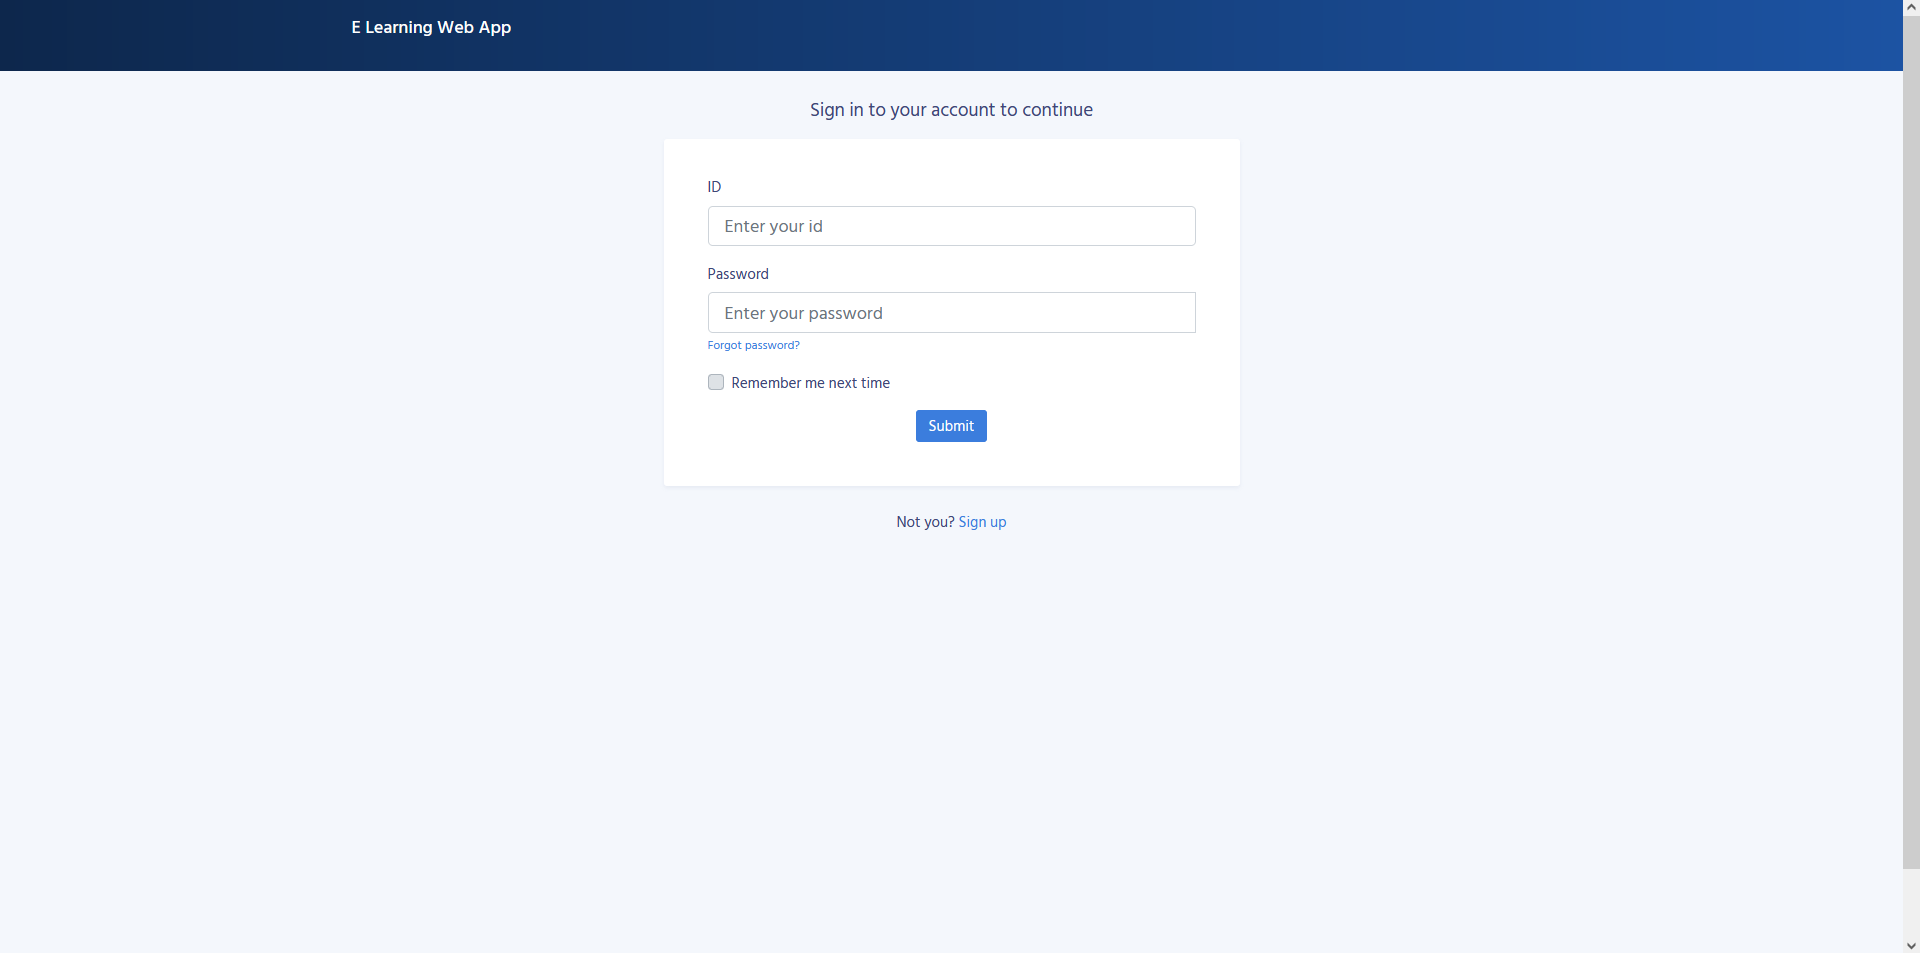 E Learning Web App
Sign in to your account to continue
ID
Enter your id
Password
Enter your password
Forgot password?
Remember me next time
Submit
Not you? Sign up